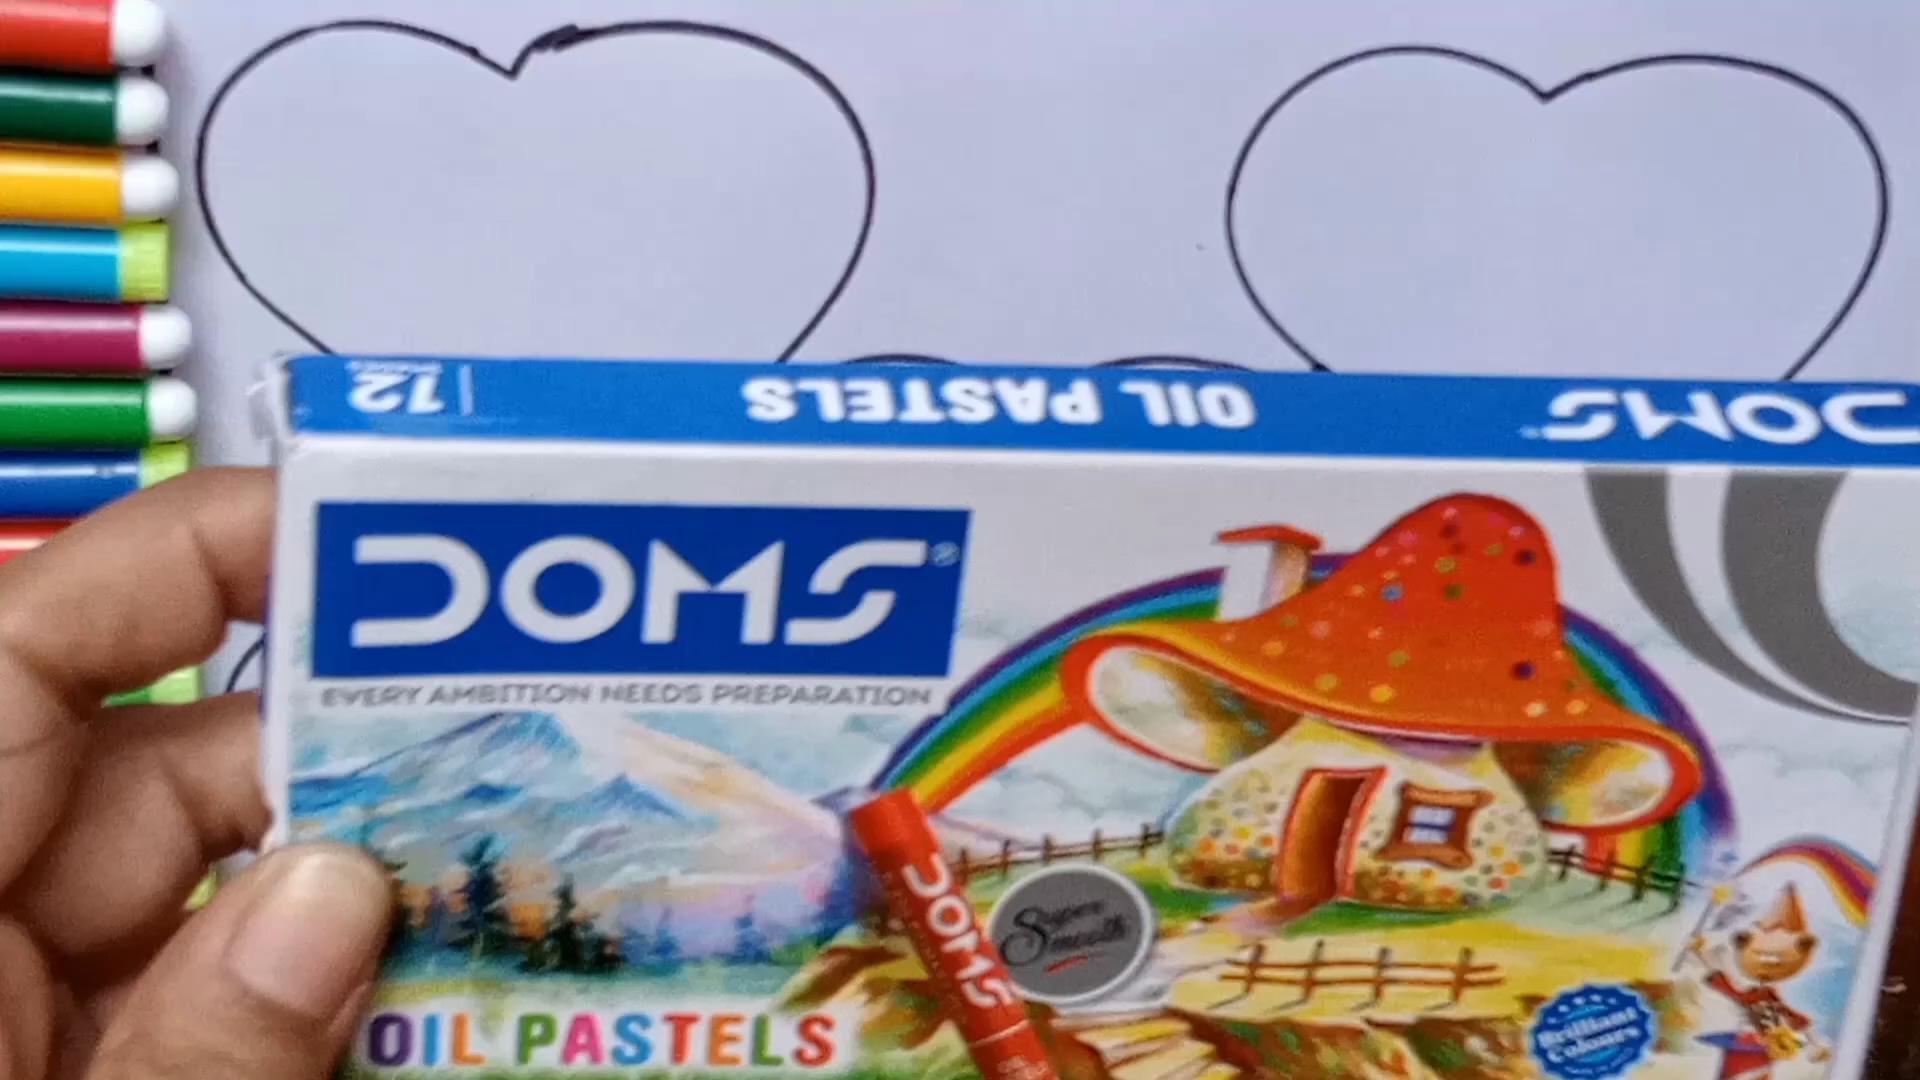 12
OIL PASTELS
DOMS
DOMS®
EVERY AMBITION NEEDS PREPARATION
DOMS
Super
Smooth
OIL PASTELS
Brilliant
Colours